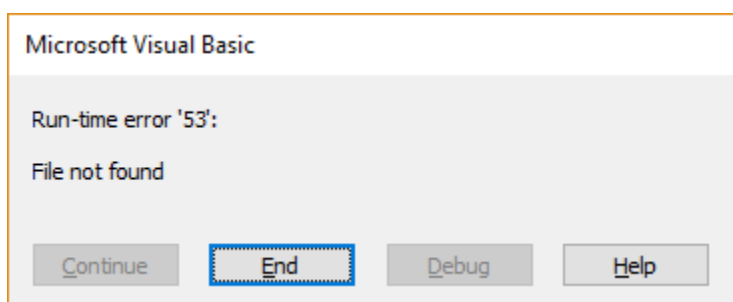 Microsoft Visual Basic
Run-time error '53':
File not found
Continue End Debug Help